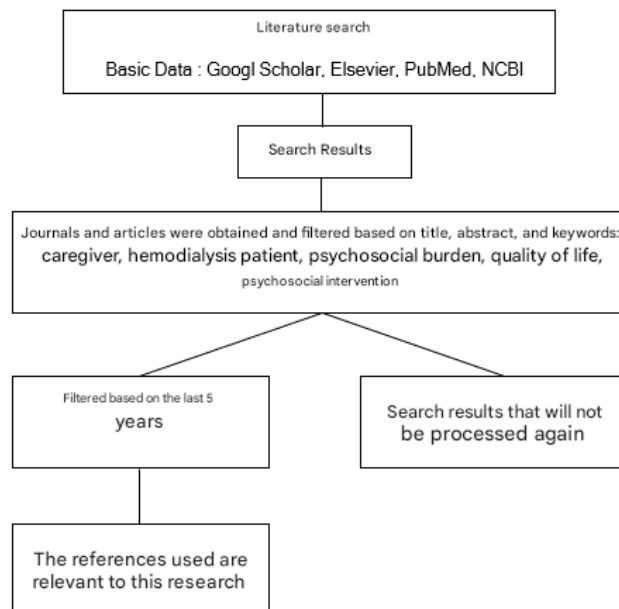 Literature search
Basic Data : Googl Scholar, Elsevier, PubMed, NCBI
Search Results
Journals and articles were obtained and filtered based on title, abstract, and keywords:
caregiver, hemodialysis patient, psychosocial burden, quality of life,
psychosocial intervention
Filtered based on the last 5
years
Search results that will not
be processed again
The references used are
relevant to this research